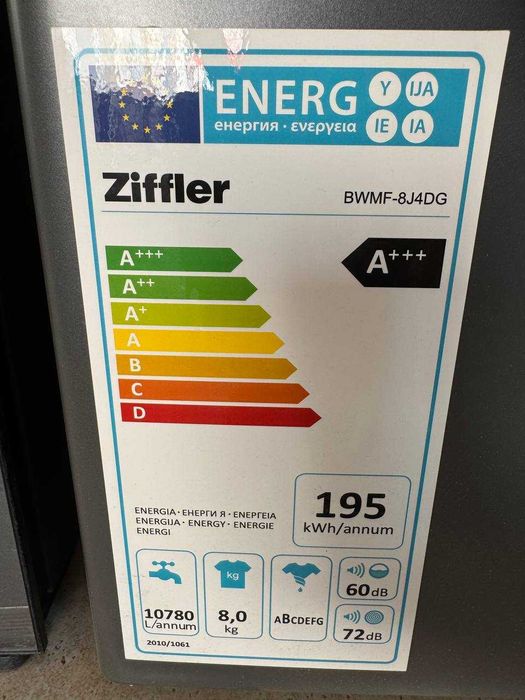 ENERG Y IJA
енергия · ενεργεια IE IA
Ziffler BWMF-8J4DG
A+++ A+++
A++
A+
A
B
C
D
195
kWh/annum
ENERGIA · ЕНЕРГИ Я · ΕΝΕΡΓΕΙΑ
ENERGIJA · ENERGY · ENERGIE
ENERGI
10780
L/annum
kg
8,0
kg
ABCDEFG
60dB
72dB
2010/1061